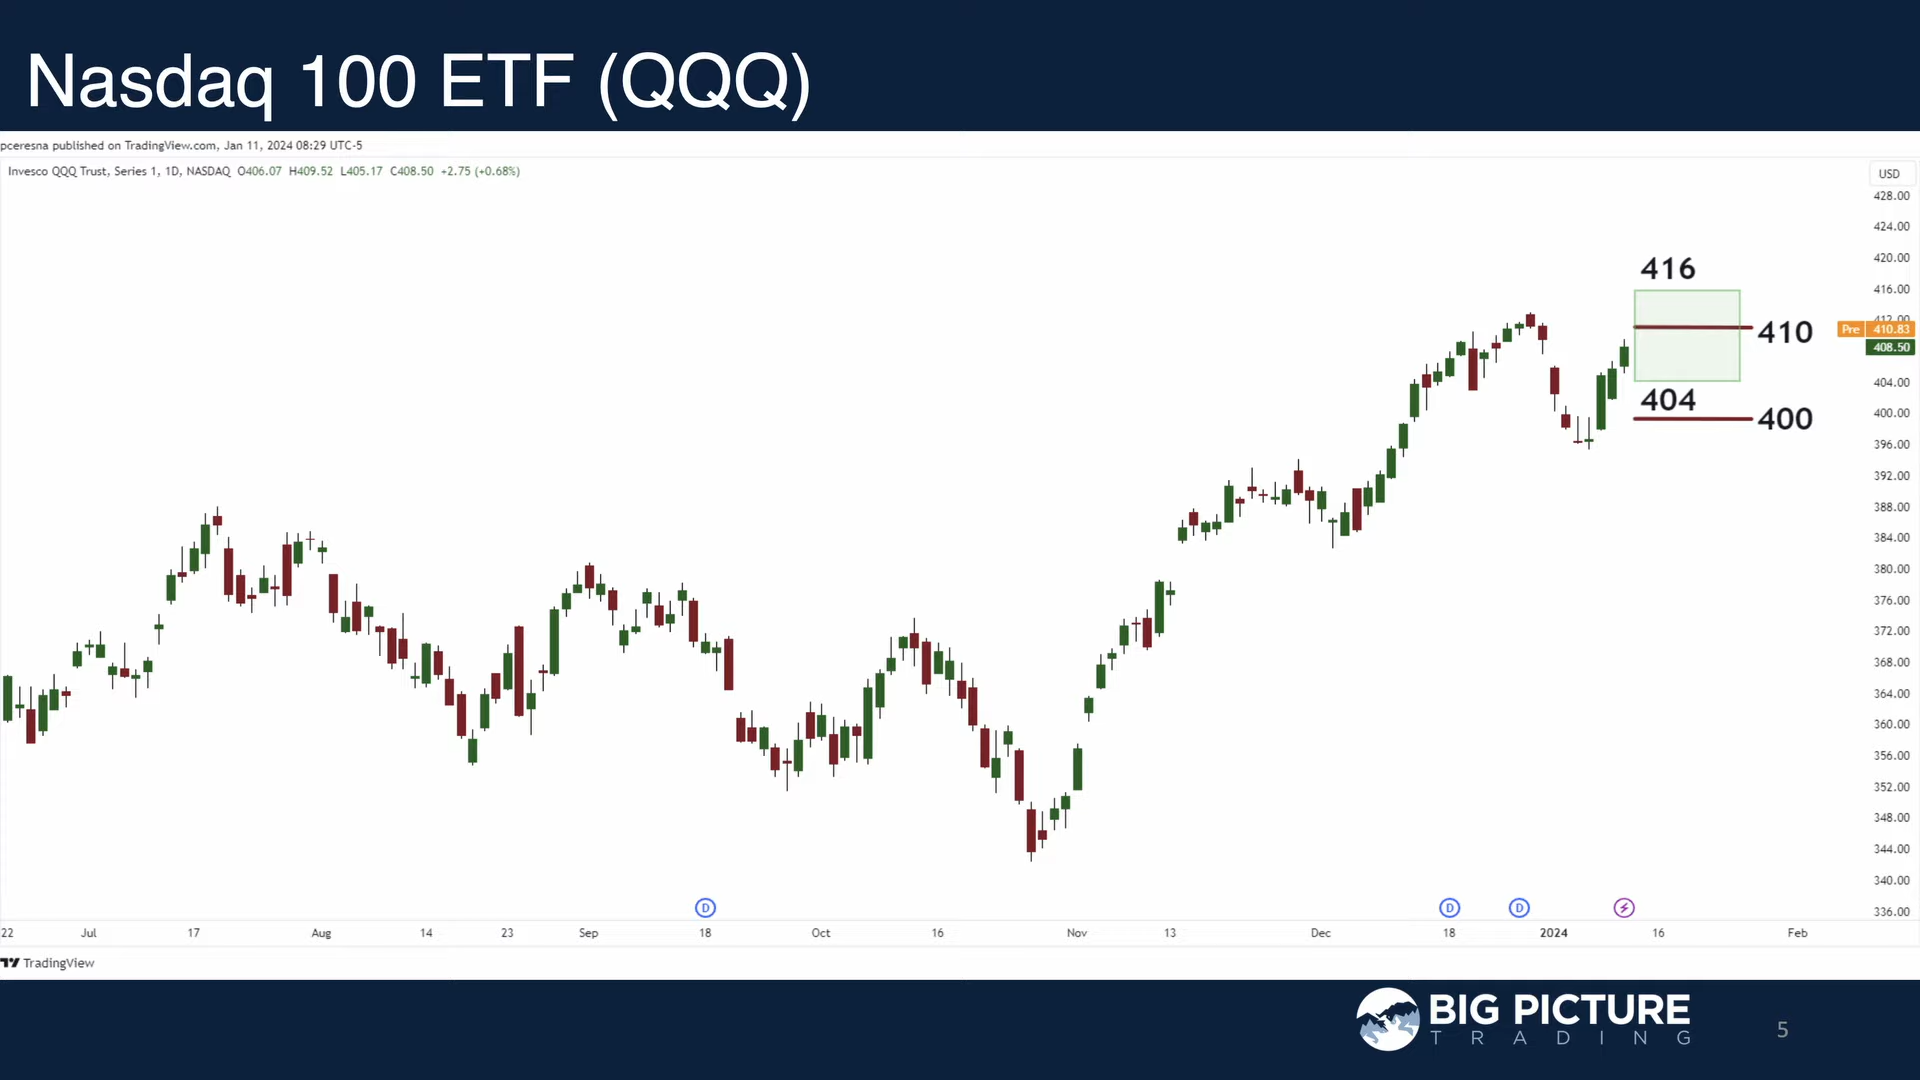 Nasdaq 100 ETF (QQQ)
pceresna published on TradingView.com, Jan 11, 2024 08:29 UTC-5
Invesco QQQ Trust, Series 1, 1D, NASDAQ O406.07 H409.52 L405.17 C408.50 +2.75 (+0.68%)
USD
428.00
424.00
420.00
416.00
412.00
Pre 410.83
408.50
404.00
400.00
396.00
392.00
388.00
384.00
380.00
376.00
372.00
368.00
364.00
360.00
356.00
352.00
348.00
344.00
340.00
336.00
416
410
404
400
D D D
22 Jul 17 Aug 14 23 Sep 18 Oct 16 Nov 13 Dec 18 2024 16 Feb
TradingView
BIG PICTURE
TRADING
5